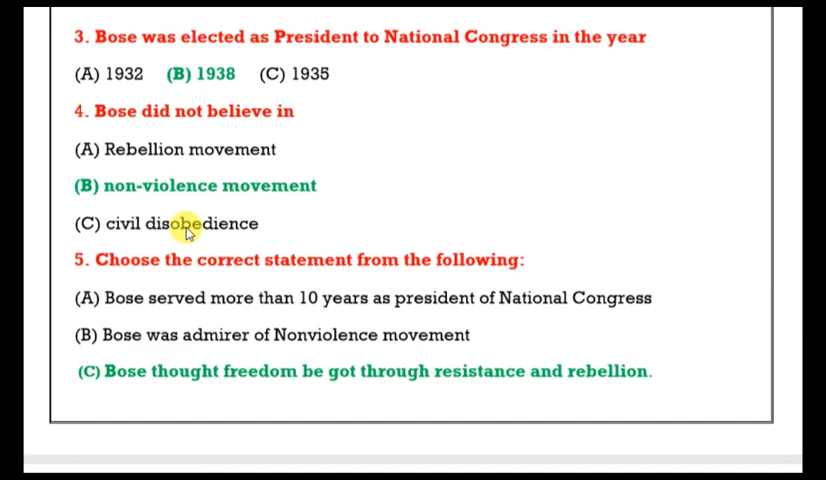 3. Bose was elected as President to National Congress in the year
(A) 1932 (B) 1938 (C) 1935
4. Bose did not believe in
(A) Rebellion movement
(B) non-violence movement
(C) civil disobedience
5. Choose the correct statement from the following:
(A) Bose served more than 10 years as president of National Congress
(B) Bose was admirer of Nonviolence movement
(C) Bose thought freedom be got through resistance and rebellion.